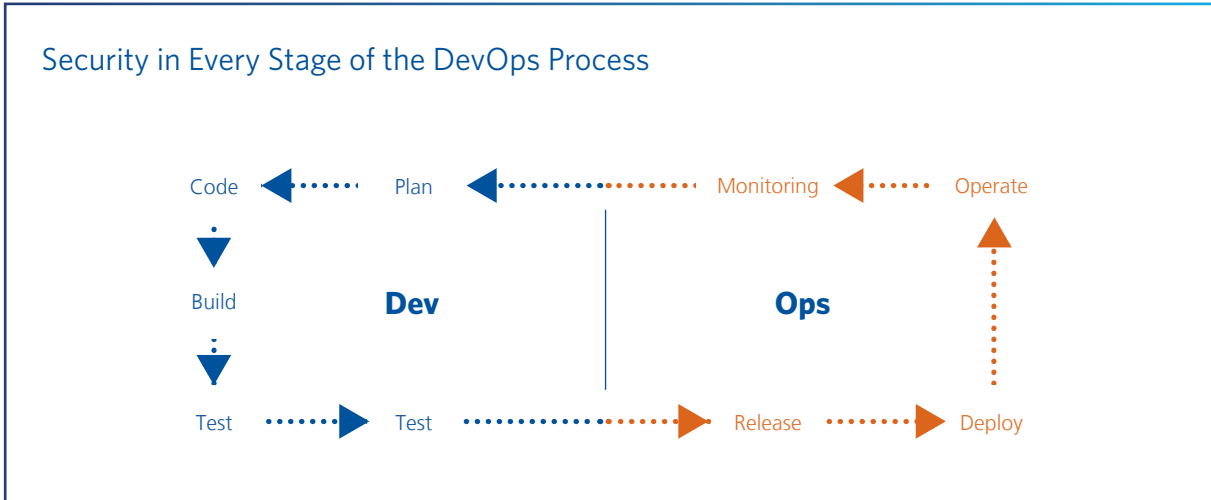 Security in Every Stage of the DevOps Process
Code Plan Monitoring Operate
Build Dev Ops
Test Test Release Deploy